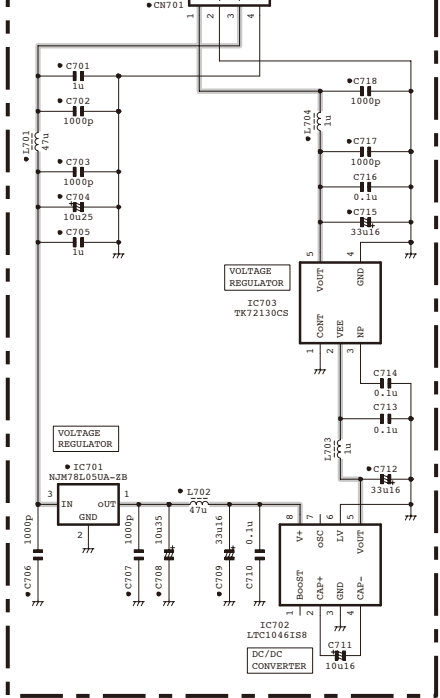 CN701
1
2
3
4
C701
1u
C702
1000p
L701
47u
C703
1000p
C704
10u25
C705
1u
C718
1000p
L704
1u
C717
1000p
C716
0.1u
C715
33u16
5
4
VoUT
GND
VOLTAGE
REGULATOR
IC703
TK72130CS
CoNT
VEE
NP
1
2
3
C714
0.1u
C713
0.1u
L703
1u
C712
33u16
VOLTAGE
REGULATOR
IC701
NJM78L05UA-ZB
3
IN
oUT
1
GND
2
L702
47u
1000p
C706
1000p
C707
10u35
C708
33u16
C709
0.1u
C710
8
7
6
5
V+
oSC
LV
VoUT
BooST
CAP+
GND
CAP-
1
2
3
4
IC702
LTC1046IS8
DC/DC
CONVERTER
C711
10u16